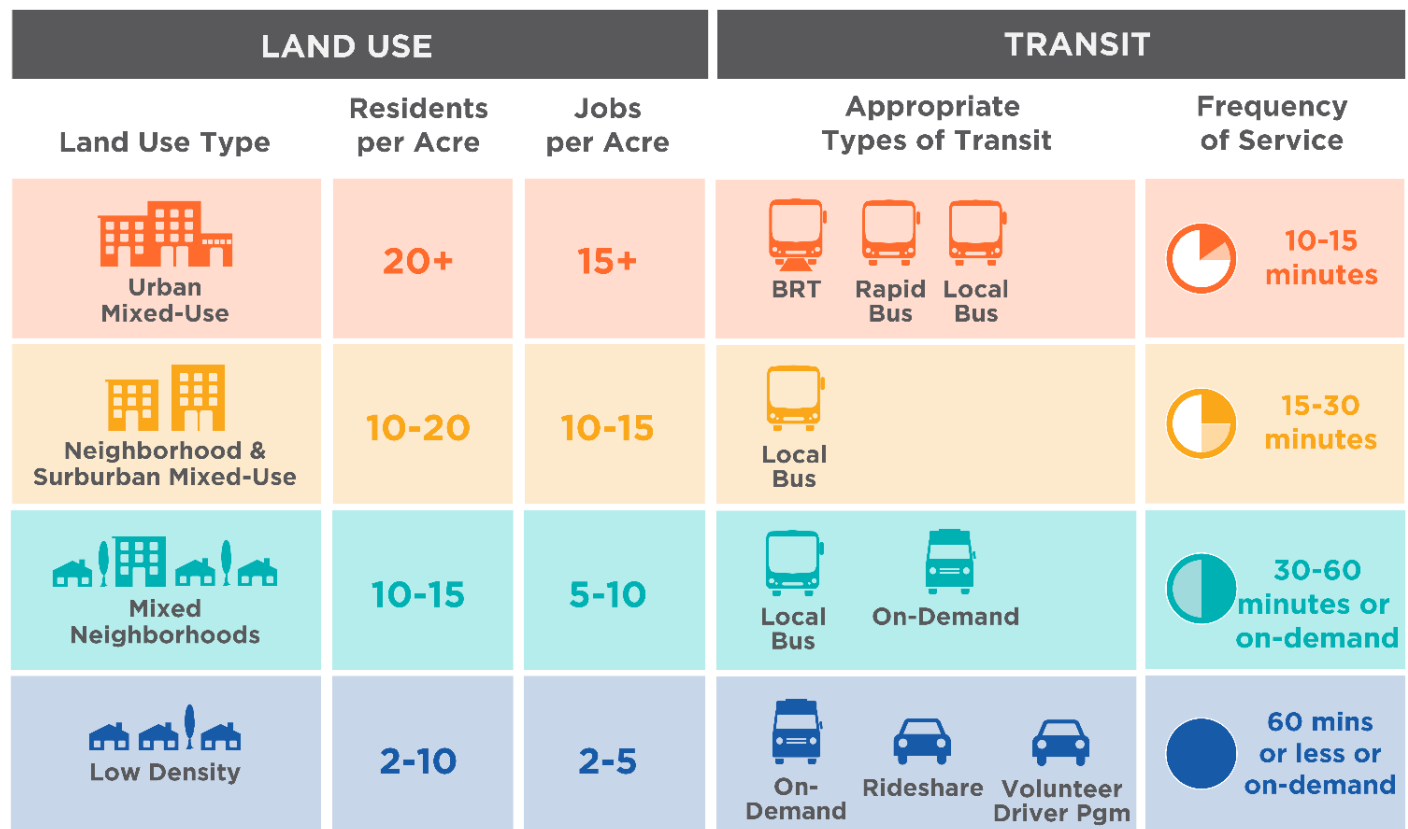 LAND USE
TRANSIT
Land Use Type
Residents
per Acre
Jobs
per Acre
Appropriate
Types of Transit
Frequency
of Service
Urban
Mixed-Use
20+
15+
BRT
Rapid
Bus
Local
Bus
10-15
minutes
Neighborhood &
Surburban Mixed-Use
10-20
10-15
Local
Bus
15-30
minutes
Mixed
Neighborhoods
10-15
5-10
Local
Bus
On-Demand
30-60
minutes or
on-demand
Low Density
2-10
2-5
On-
Demand
Rideshare
Volunteer
Driver Pgm
60 mins
or less or
on-demand